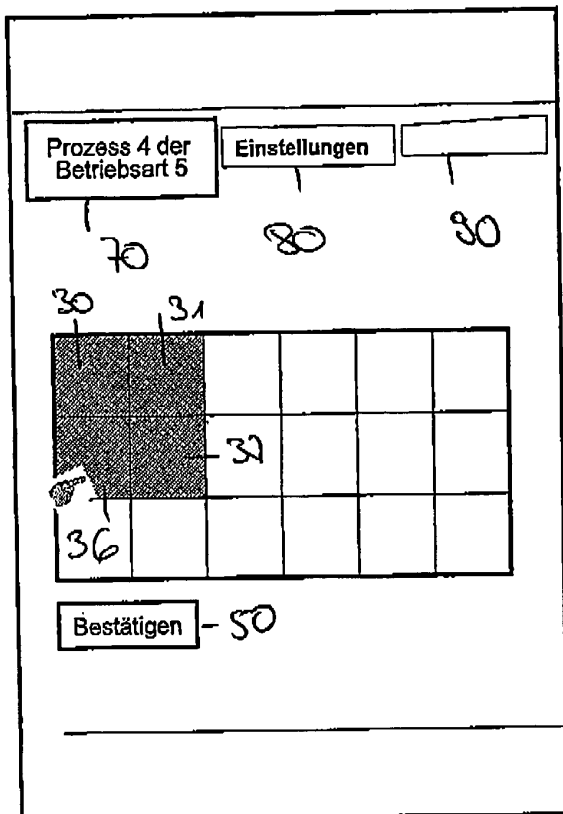 Prozess 4 der
Betriebsart 5
Einstellungen
70
80
90
30
31
37
36
Bestätigen
50